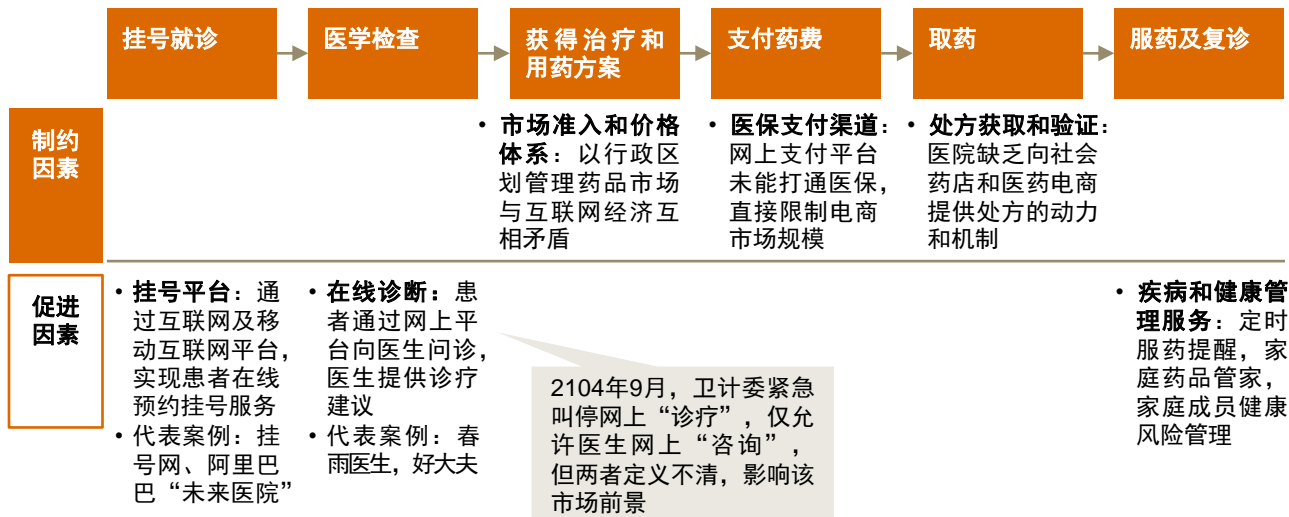 挂号就诊
医学检查
获得治疗和
用药方案
支付药费
取药
服药及复诊
制约
因素
• 市场准入和价格
体系：以行政区
划管理药品市场
与互联网经济互
相矛盾
• 医保支付渠道：
网上支付平台
未能打通医保，
直接限制电商
市场规模
• 处方获取和验证：
医院缺乏向社会
药店和医药电商
提供处方的动力
和机制
促进
因素
• 挂号平台：通
过互联网及移
动互联网平台，
实现患者在线
预约挂号服务
• 代表案例：挂
号网、阿里巴
巴“未来医院”
• 在线诊断：患
者通过网上平
台向医生问诊，
医生提供诊疗
建议
• 代表案例：春
雨医生，好大夫
2104年9月，卫计委紧急
叫停网上“诊疗”，仅允
许医生网上“咨询”，
但两者定义不清，影响该
市场前景
• 疾病和健康管
理服务：定时
服药提醒，家
庭药品管家，
家庭成员健康
风险管理